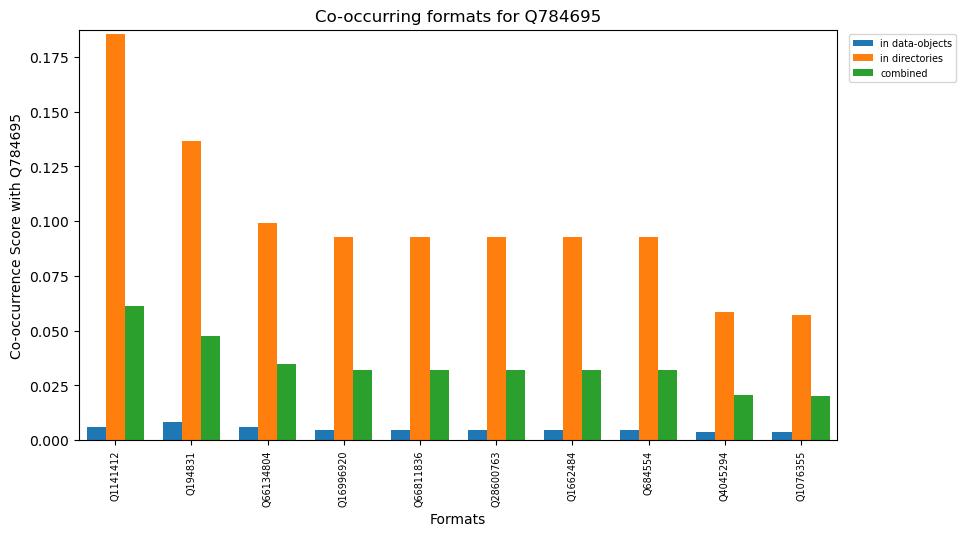 Co-occurring formats for Q784695
in data-objects
in directories
combined
Co-occurrence Score with Q784695
0.175
0.150
0.125
0.100
0.075
0.050
0.025
0.000
Q1141412
Q194831
Q66134804
Q16996920
Q66811836
Q28600763
Q1662484
Q684554
Q4045294
Q1076355
Formats